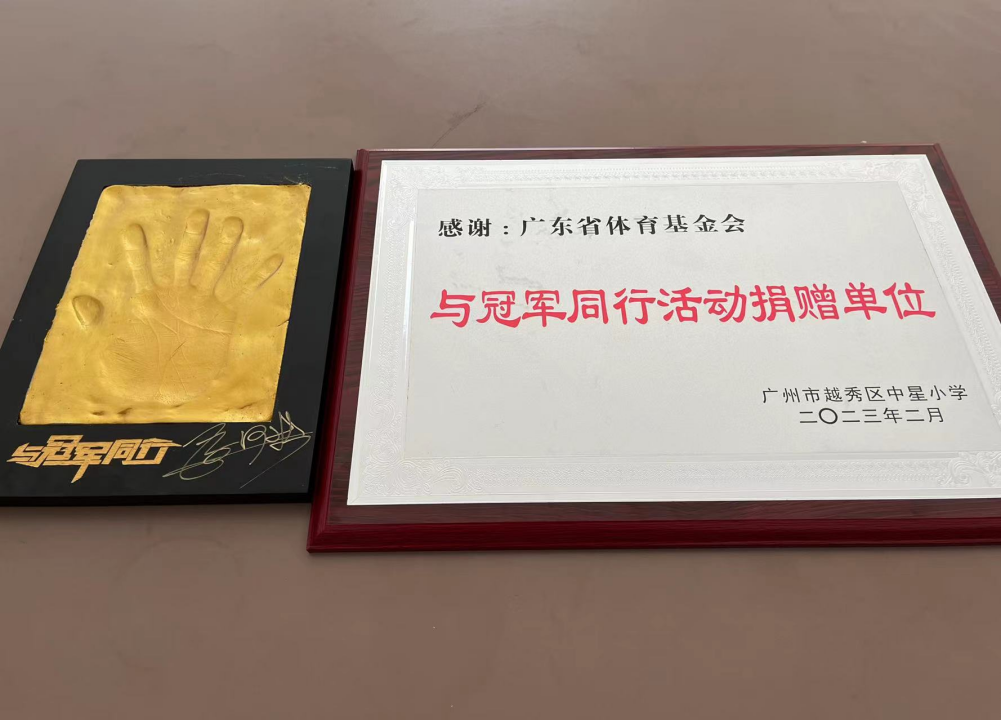 与冠军同行
感谢：广东省体育基金会
与冠军同行活动捐赠单位
广州市越秀区中星小学
二〇二三年二月